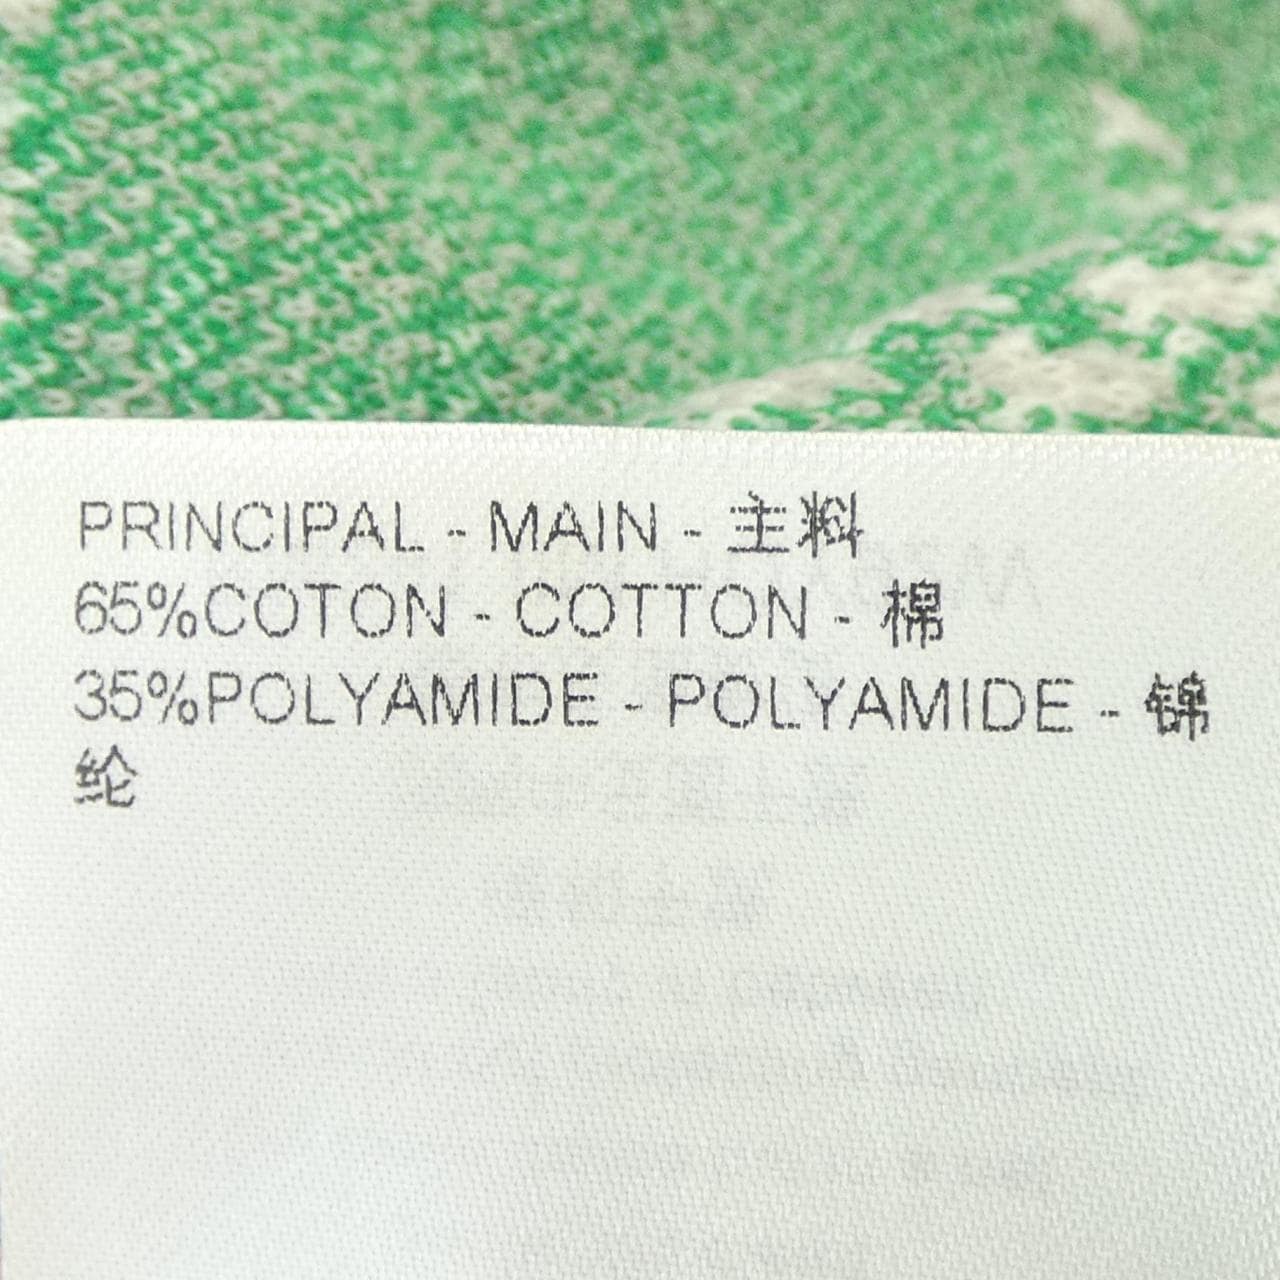 PRINCIPAL - MAIN - 主料
65%COTON - COTTON - 棉
35%POLYAMIDE - POLYAMIDE - 锦
纶